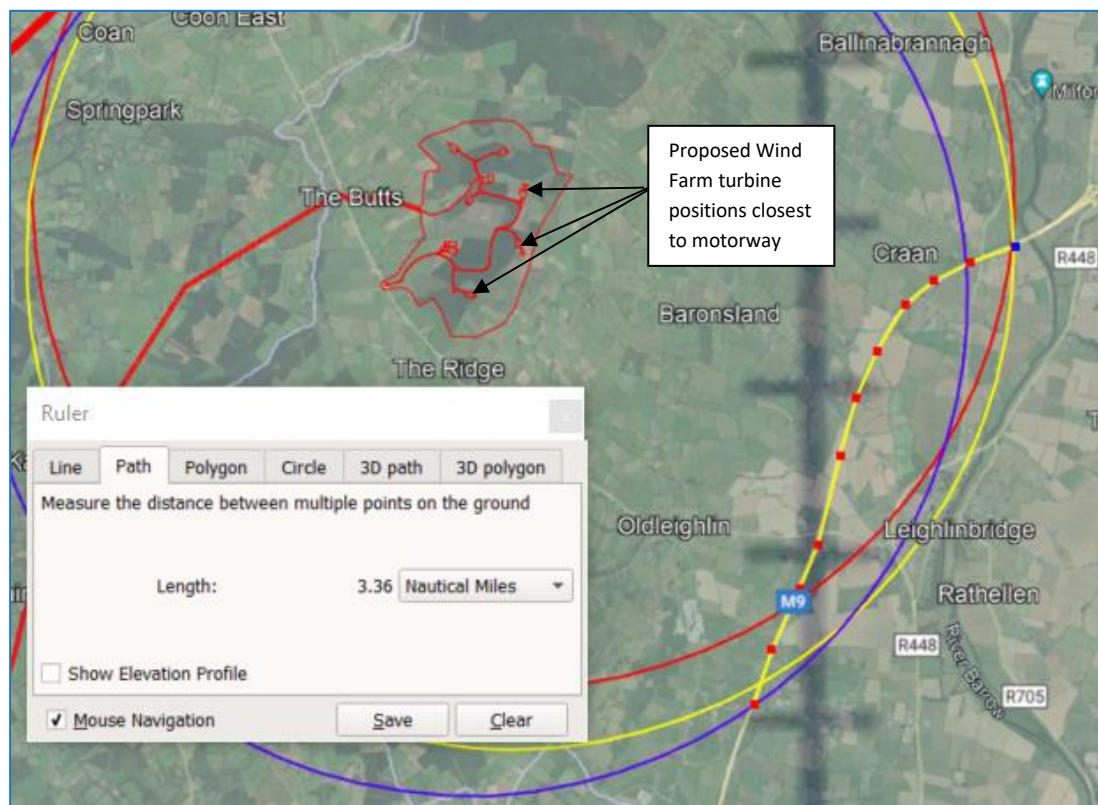 Coon East
Coan
Ballinabrannagh
Springpark
Milfor
Proposed Wind
Farm turbine
positions closest
to motorway
The Butts
Craan
R448
Baronsland
The Ridge
Ruler
Line Path Polygon Circle 3D path 3D polygon
Measure the distance between multiple points on the ground
Oldleighlin
Leighlinbridge
Length: 3.36 Nautical Miles
Rathellen
M9
R448
River Barrow
R705
Show Elevation Profile
Mouse Navigation Save Clear